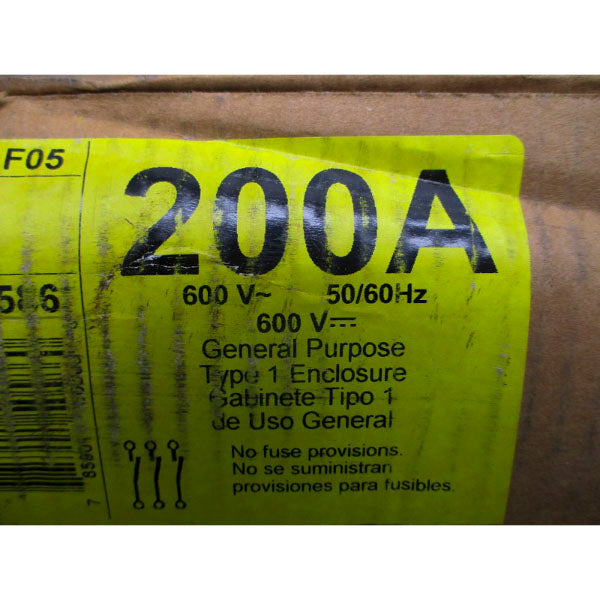 F05
200A
586
600 V~ 50/60Hz
600 V⎓
General Purpose
Type 1 Enclosure
Gabinete Tipo 1
de Uso General
No fuse provisions.
No se suministran
provisiones para fusibles.